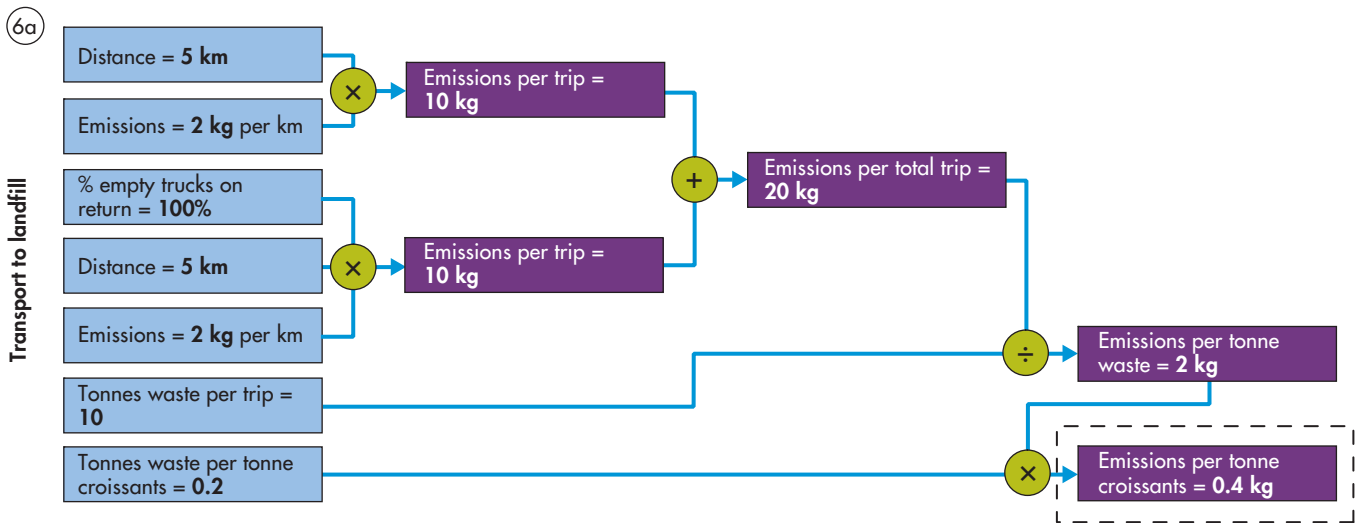 6a
Transport to landfill
Distance = 5 km
Emissions = 2 kg per km
% empty trucks on
return = 100%
Distance = 5 km
Emissions = 2 kg per km
Tonnes waste per trip =
10
Tonnes waste per tonne
croissants = 0.2
×
×
Emissions per trip =
10 kg
Emissions per trip =
10 kg
+
Emissions per total trip =
20 kg
÷
Emissions per tonne
waste = 2 kg
×
Emissions per tonne
croissants = 0.4 kg